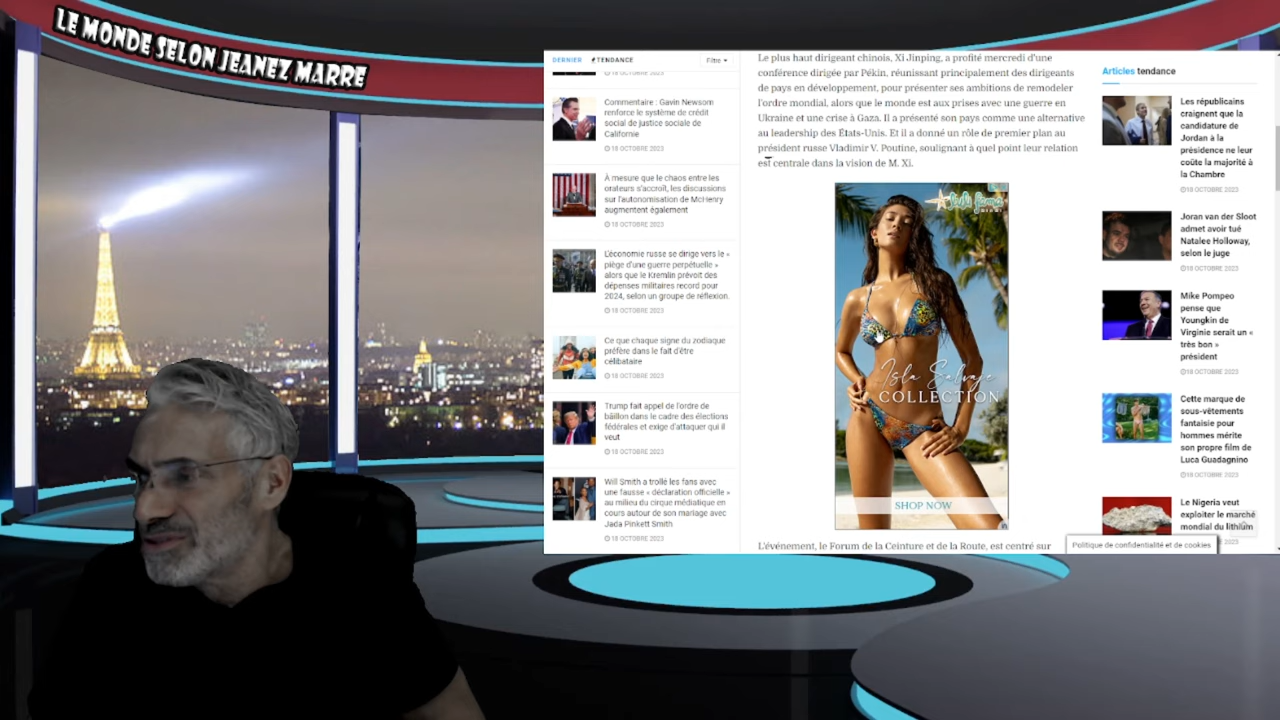 LE MONDE SELON JEANEZ MARRE
DERNIER
TENDANCE
Filtre
18 OCTOBRE 2023
Commentaire : Gavin Newsom
renforce le système de crédit
social de justice sociale de
Californie
18 OCTOBRE 2023
À mesure que le chaos entre les
orateurs s'accroît, les discussions
sur l'autonomisation de McHenry
augmentent également
18 OCTOBRE 2023
L'économie russe se dirige vers le «
piège d'une guerre perpétuelle »
alors que le Kremlin prévoit des
dépenses militaires record pour
2024, selon un groupe de réflexion.
18 OCTOBRE 2023
Ce que chaque signe du zodiaque
préfère dans le fait d'être
célibataire
18 OCTOBRE 2023
Trump fait appel de l'ordre de
bâillon dans le cadre des élections
fédérales et exige d'attaquer qui il
veut
18 OCTOBRE 2023
Will Smith a trollé les fans avec
une fausse « déclaration officielle »
au milieu du cirque médiatique en
cours autour de son mariage avec
Jada Pinkett Smith
18 OCTOBRE 2023
Le plus haut dirigeant chinois, Xi Jinping, a profité mercredi d'une
conférence dirigée par Pékin, réunissant principalement des dirigeants
de pays en développement, pour présenter ses ambitions de remodeler
l'ordre mondial, alors que le monde est aux prises avec une guerre en
Ukraine et une crise à Gaza. Il a présenté son pays comme une alternative
au leadership des États-Unis. Et il a donné un rôle de premier plan au
président russe Vladimir V. Poutine, soulignant à quel point leur relation
est centrale dans la vision de M. Xi.
Isla Salvaje
COLLECTION
SHOP NOW
L'événement, le Forum de la Ceinture et de la Route, est centré sur
Articles tendance
Les républicains
craignent que la
candidature de
Jordan à la
présidence ne leur
coûte la majorité à
la Chambre
18 OCTOBRE 2023
Joran van der Sloot
admet avoir tué
Natalee Holloway,
selon le juge
18 OCTOBRE 2023
Mike Pompeo
pense que
Youngkin de
Virginie serait un «
très bon »
président
18 OCTOBRE 2023
Cette marque de
sous-vêtements
fantaisie pour
hommes mérite
son propre film de
Luca Guadagnino
18 OCTOBRE 2023
Le Nigeria veut
exploiter le marché
mondial du lithium
2023
Politique de confidentialité et de cookies